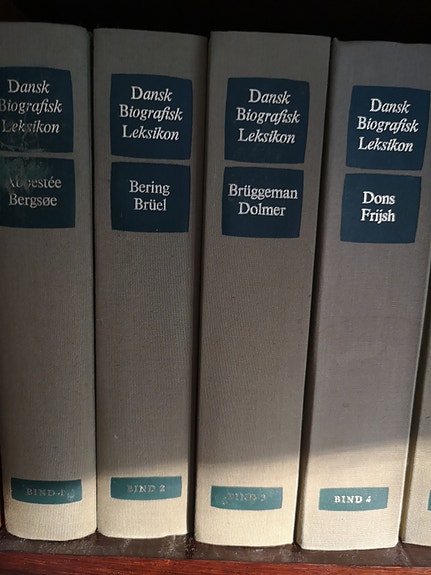 Dansk
Biografisk
Leksikon
Abbestée
Bergsøe
BIND 1
Dansk
Biografisk
Leksikon
Bering
Brüel
BIND 2
Dansk
Biografisk
Leksikon
Brüggeman
Dolmer
BIND 3
Dansk
Biografisk
Leksikon
Dons
Frijsh
BIND 4